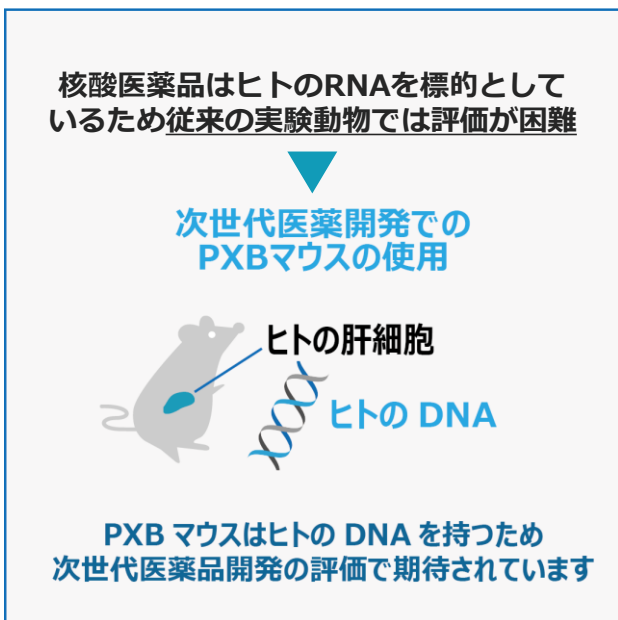 核酸医薬品はヒトのRNAを標的として
いるため従来の実験動物では評価が困難
次世代医薬開発での
PXBマウスの使用
ヒトの肝細胞
ヒトの DNA
PXB マウスはヒトの DNA を持つため
次世代医薬品開発の評価で期待されています